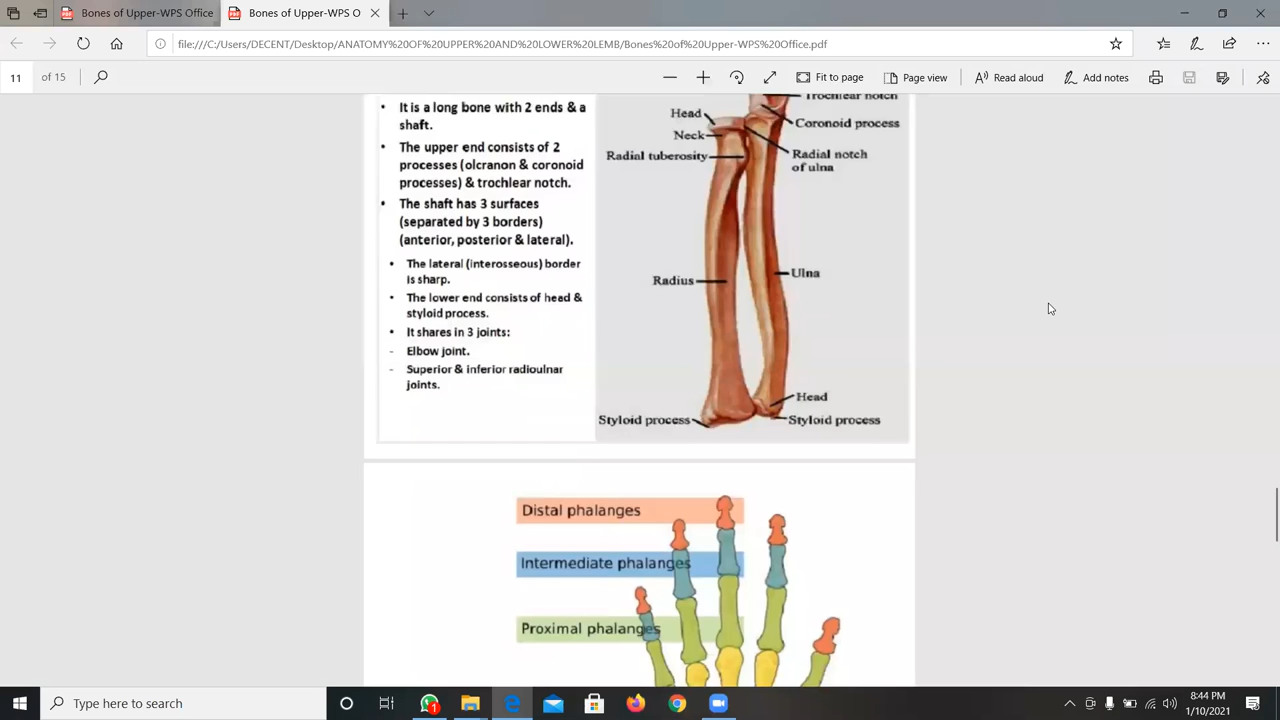 Bones of Upper-WPS Office
Bones of Upper-WPS O
file:///C:/Users/DECENT/Desktop/ANATOMY%20OF%20UPPER%20AND%20LOWER%20LEMB/Bones%20of%20Upper-WPS%20Office.pdf
11 of 15
Fit to page
Page view
Read aloud
Add notes
• It is a long bone with 2 ends & a
shaft.
• The upper end consists of 2
processes (olcranon & coronoid
processes) & trochlear notch.
• The shaft has 3 surfaces
(separated by 3 borders)
(anterior, posterior & lateral).
• The lateral (interosseous) border
is sharp.
• The lower end consists of head &
styloid process.
• It shares in 3 joints:
- Elbow joint.
- Superior & inferior radioulnar
joints.
Trochlear notch
Head
Coronoid process
Neck
Radial tuberosity
Radial notch
of ulna
Radius
Ulna
Head
Styloid process
Styloid process
Distal phalanges
Intermediate phalanges
Proximal phalanges
Type here to search
1
8:44 PM
1/10/2021